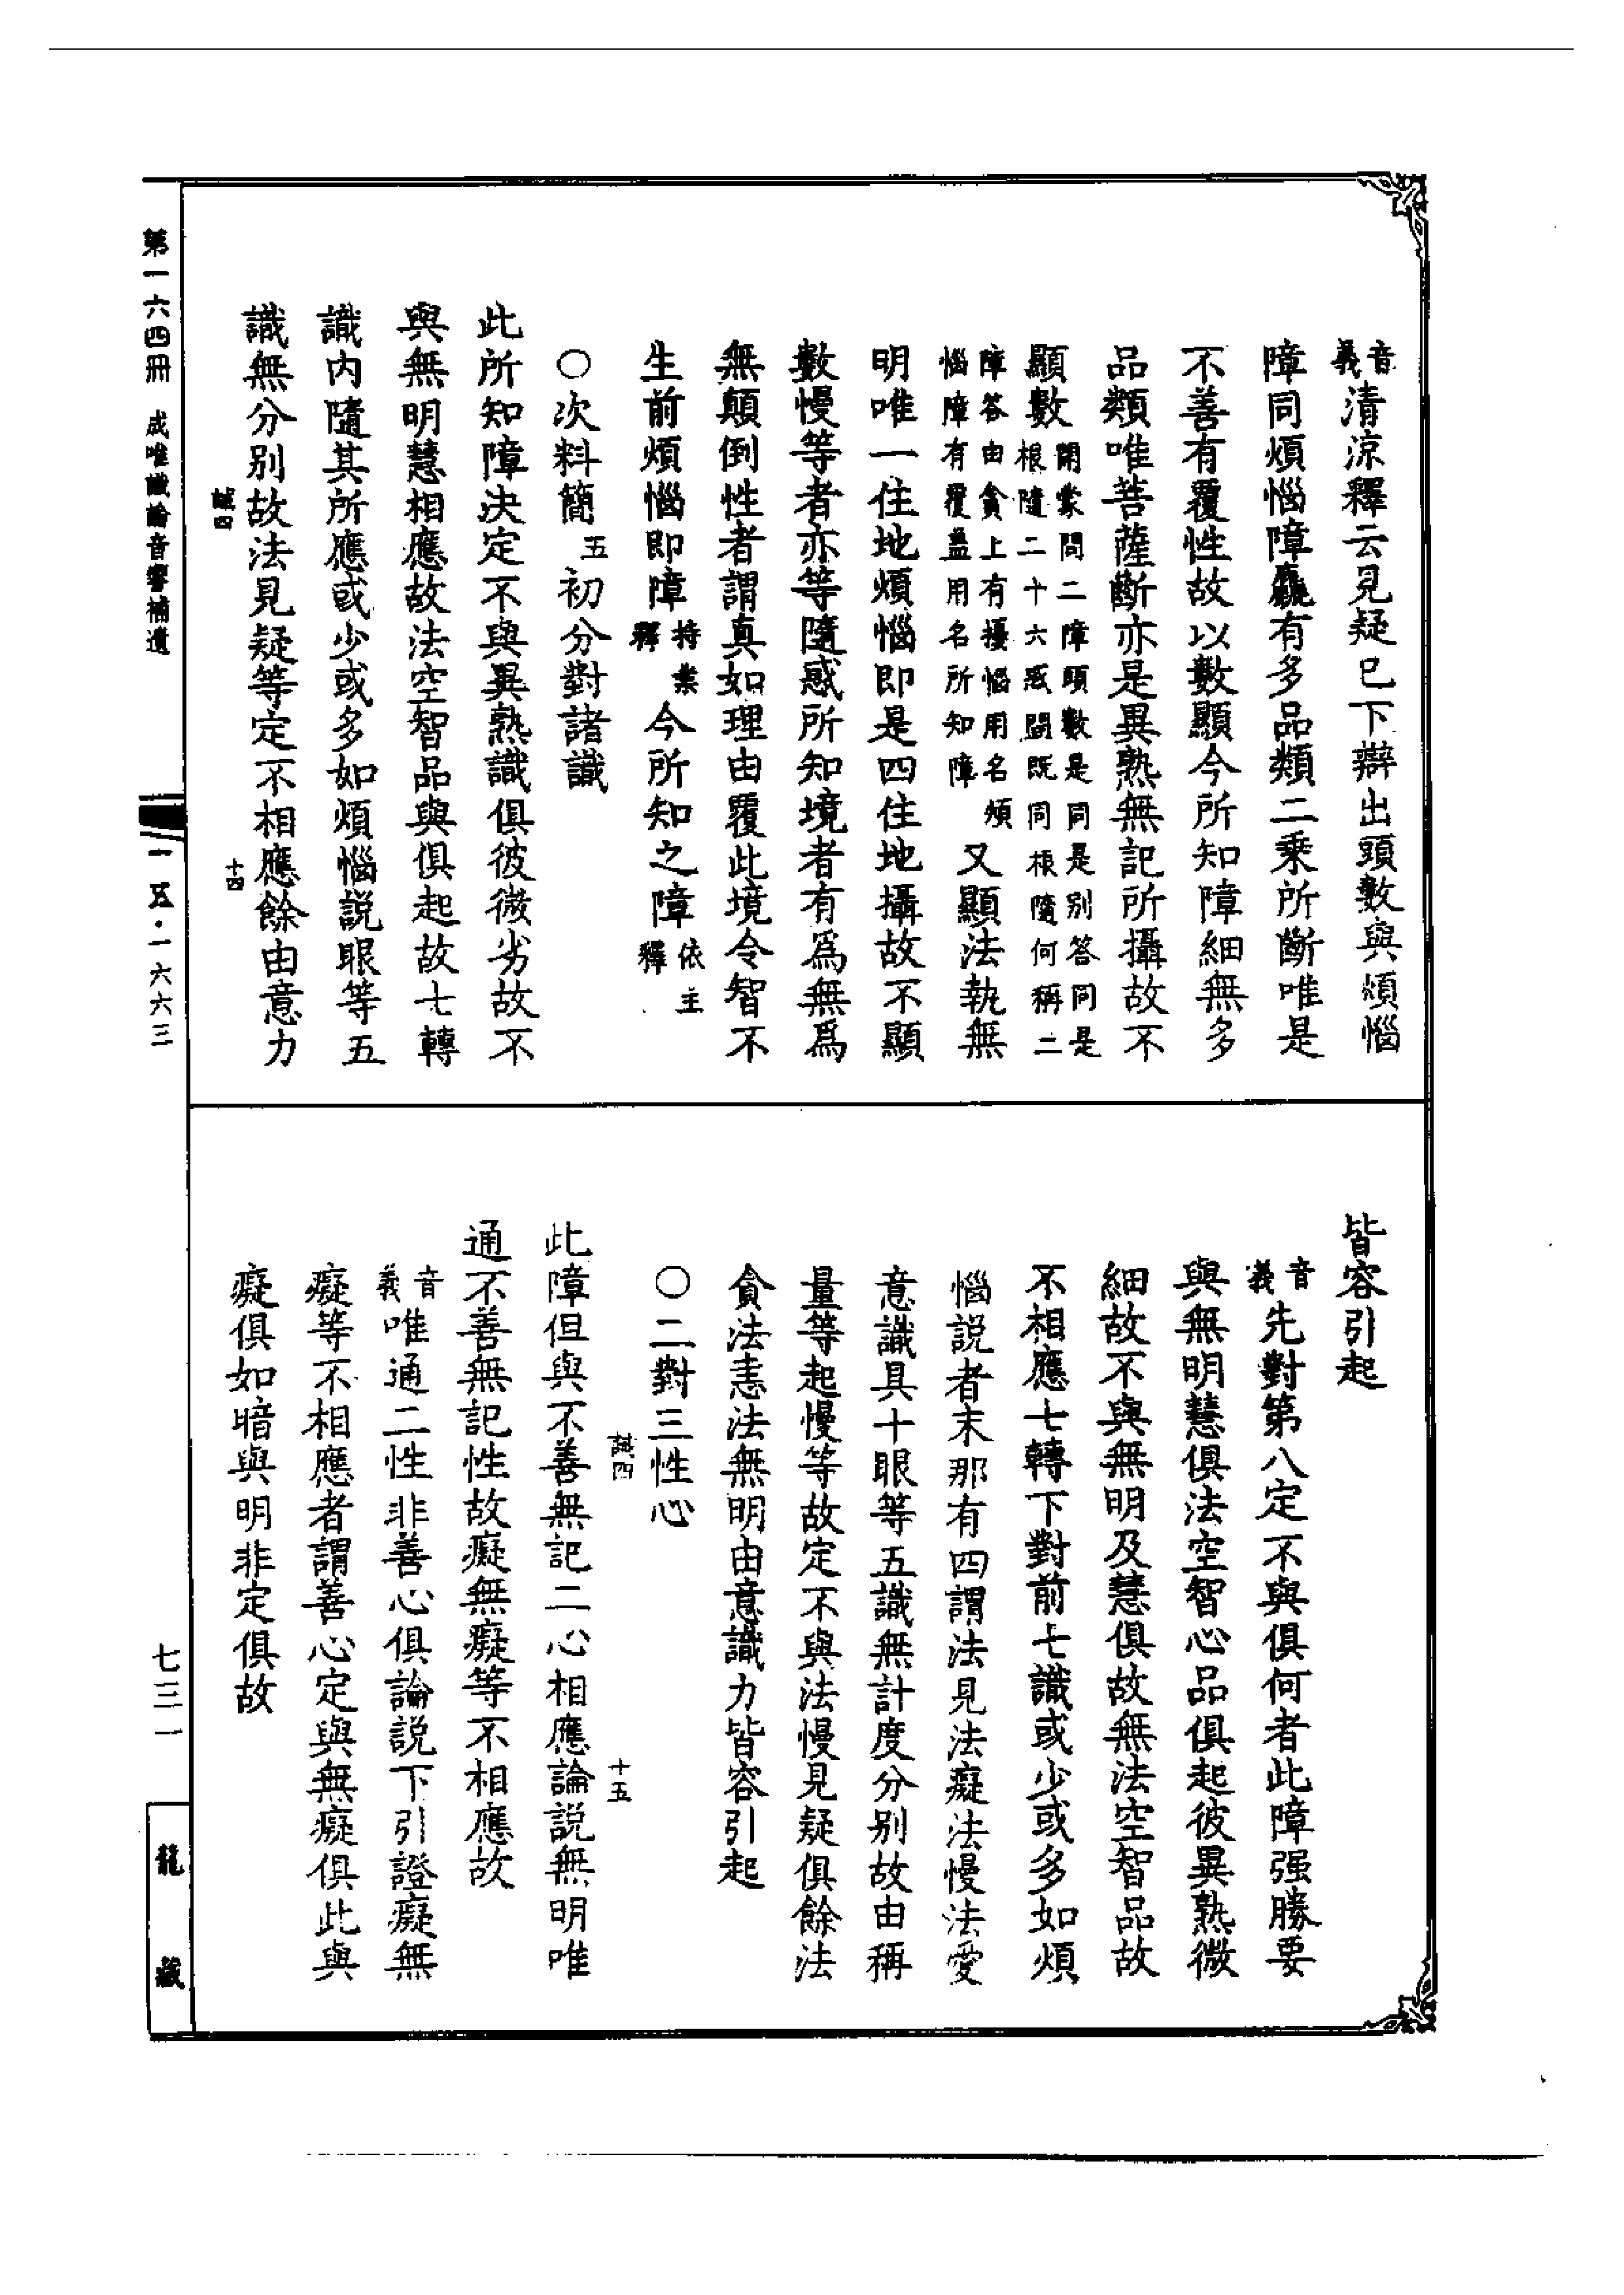 音義清涼釋云見疑已下辯出頭數與煩惱
障同煩惱障麤有多品類二乘所斷唯是
不善有覆性故以數顯今所知障細無多
品類唯菩薩斷亦是異熟無記所攝故不
顯數開蒙問二障頭數是同是別答同是根隨二十六惑問既同根隨何稱二
障答由貪上有擾惱用名煩惱障有覆蓋用名所知障又顯法執無
明唯一住地煩惱即是四住地攝故不顯
數慢等者亦等隨惑所知境者有爲無爲
無顛倒性者謂真如理由覆此境令智不
生前煩惱即障持業釋今所知之障依主釋
○次料簡五初分對諸識
此所知障決定不與異熟識俱彼微劣故不
與無明慧相應故法空智品與俱起故七轉
識內隨其所應或少或多如煩惱說眼等五
識無分別故法見疑等定不相應餘由意力
誠四 十四
第一六四冊 成唯識論音響補遺
一一五·一六六三
皆容引起
音義先對第八定不與俱何者此障强勝要
與無明慧俱法空智心品俱起彼異熟微
細故不與無明及慧俱故無法空智品故
不相應七轉下對前七識或少或多如煩
惱說者末那有四謂法見法癡法慢法愛
意識具十眼等五識無計度分別故由稱
量等起慢等故定不與法慢見疑俱餘法
貪法恚法無明由意識力皆容引起
○二對三性心
誠四 十五
此障但與不善無記二心相應論說無明唯
通不善無記性故癡無癡等不相應故
音義唯通二性非善心俱論說下引證癡無
癡等不相應者謂善心定與無癡俱此與
癡俱如暗與明非定俱故
七三一
龍藏